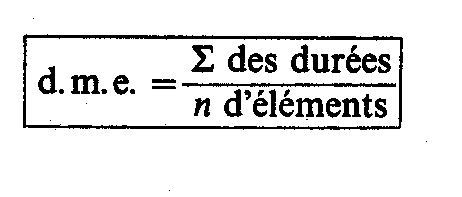 d.m.e. = Σ des durées
n d'éléments